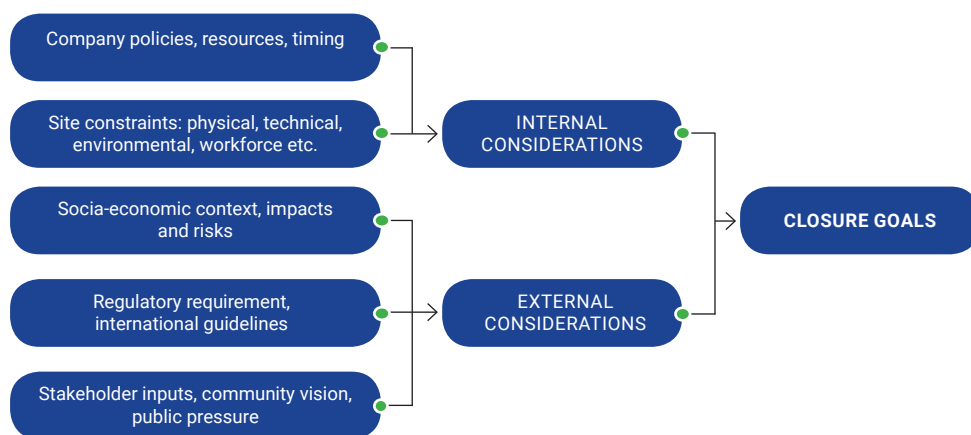 Company policies, resources, timing
Site constraints: physical, technical,
environmental, workforce etc.
INTERNAL
CONSIDERATIONS
Socia-economic context, impacts
and risks
CLOSURE GOALS
Regulatory requirement,
international guidelines
EXTERNAL
CONSIDERATIONS
Stakeholder inputs, community vision,
public pressure